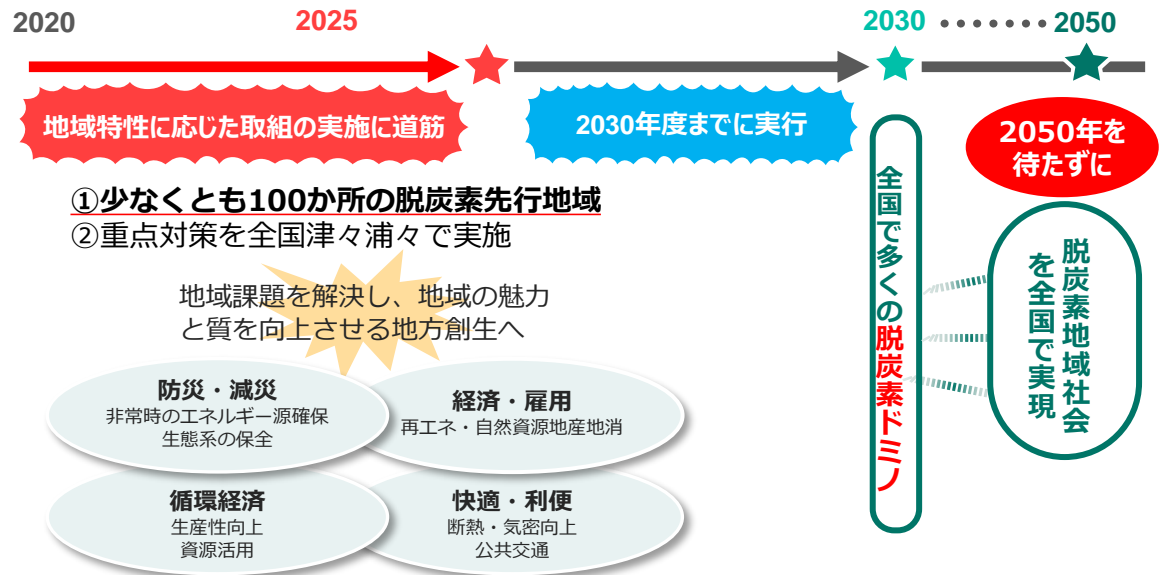 2020
2025
2030
2050
地域特性に応じた取組の実施に道筋
2030年度までに実行
2050年を
待たずに
①少なくとも100か所の脱炭素先行地域
②重点対策を全国津々浦々で実施
地域課題を解決し、地域の魅力
と質を向上させる地方創生へ
防災・減災
非常時のエネルギー源確保
生態系の保全
経済・雇用
再エネ・自然資源地産地消
循環経済
生産性向上
資源活用
快適・利便
断熱・気密向上
公共交通
全国で多くの脱炭素ドミノ
脱炭素地域社会
を全国で実現